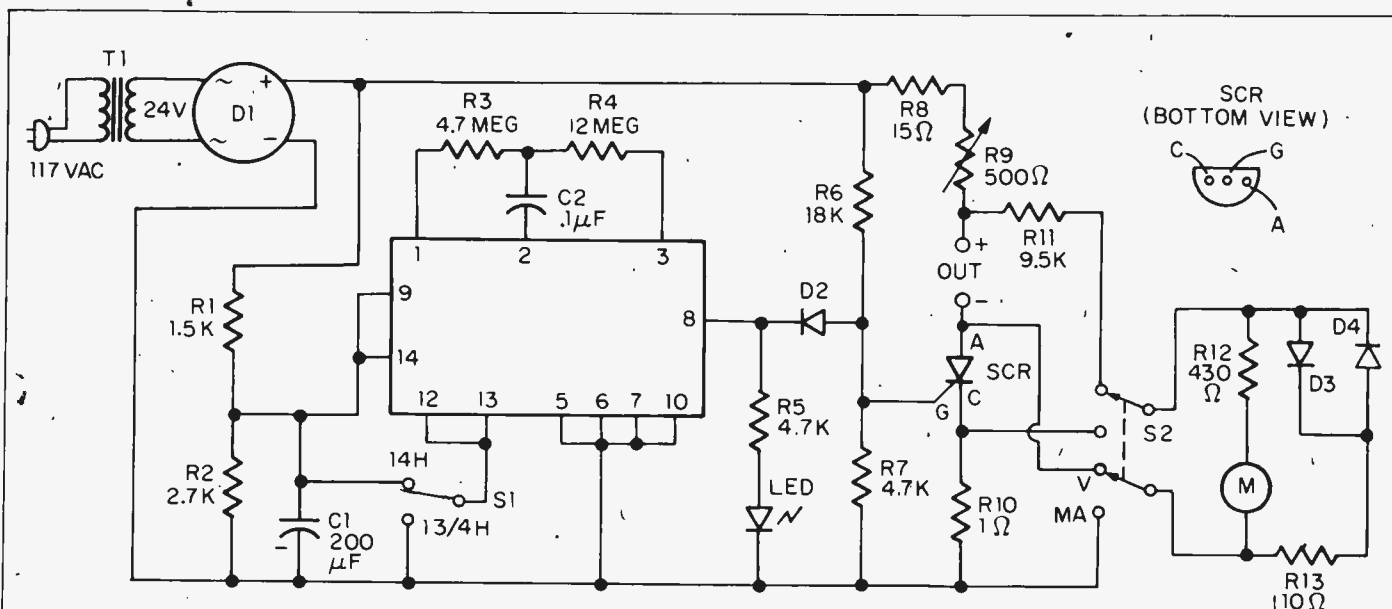 T1
24V
~
~
+
-
D1
117 VAC
R3
4.7 MEG
R4
12 MEG
C2
.1µF
1
2
3
9
14
8
12
13
5
6
7
10
R1
1.5K
R2
2.7K
C1
200
µF
-
14H
S1
1 3/4H
D2
R5
4.7K
LED
R6
18K
R7
4.7K
R8
15Ω
R9
500Ω
+
OUT
-
R11
9.5K
A
SCR
G
C
R10
1Ω
SCR
(BOTTOM VIEW)
C
G
A
S2
V
MA
R12
430
Ω
D3
D4
M
R13
110Ω